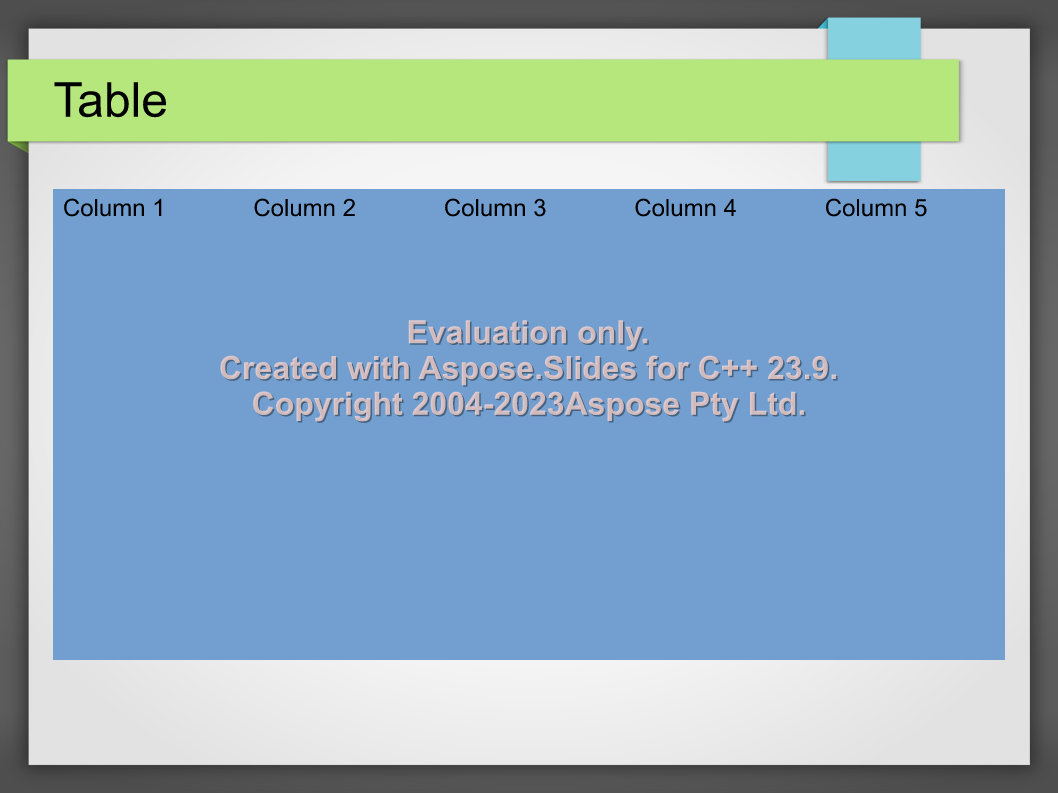 Table
Column 1 Column 2 Column 3 Column 4 Column 5
Evaluation only.
Created with Aspose.Slides for C++ 23.9.
Copyright 2004-2023Aspose Pty Ltd.